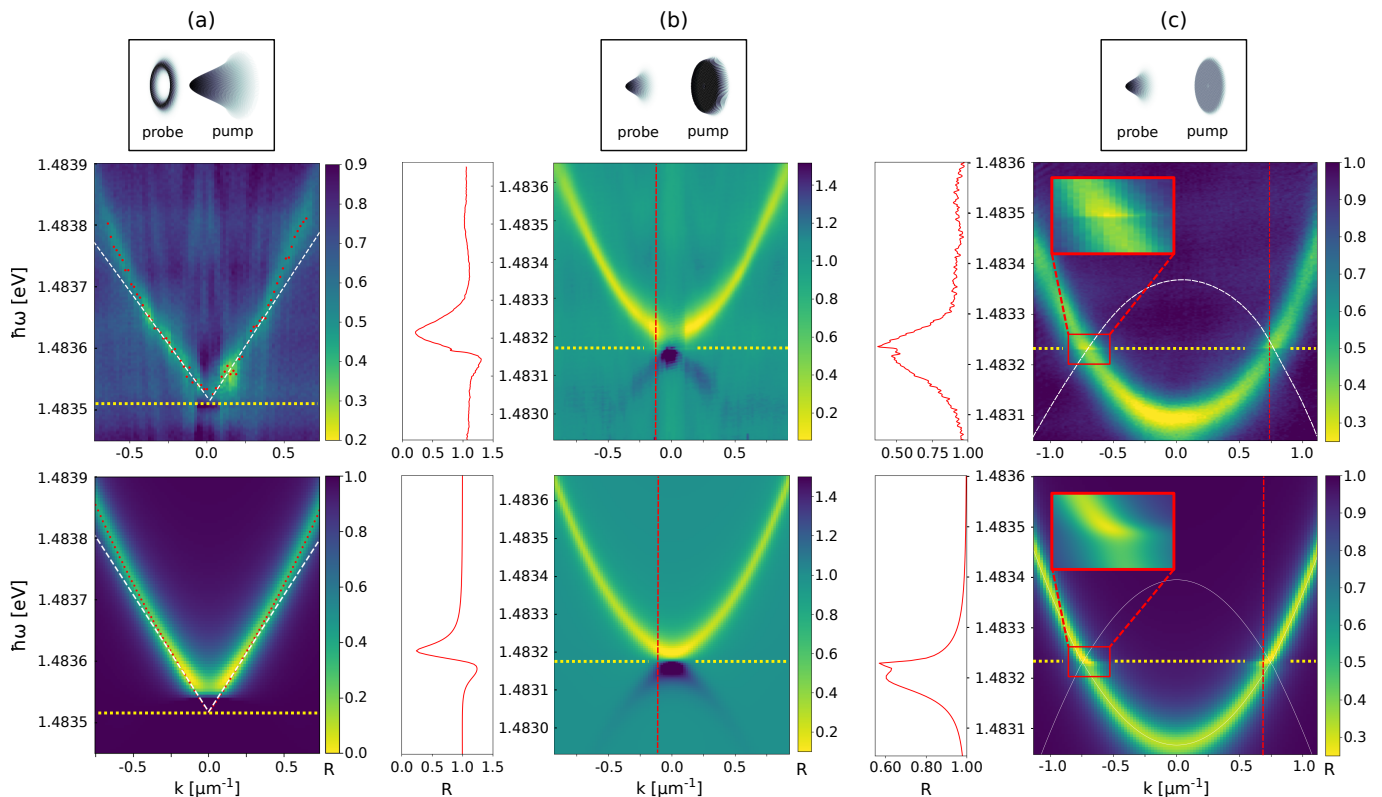 (a) (b) (c)
probe pump probe pump probe pump
1.4839 0.9 1.4836 1.0
0.8 1.4836 1.4 0.9
1.4838 1.4835 1.4835
0.7 1.4835 1.2 0.8
1.4837 0.6 1.4834 1.0 1.4834 0.7
1.4833 1.4833
ħω [eV] 0.5 0.8 0.6
1.4836 1.4832 1.4832
0.4 0.6 0.5
1.4831 0.4 1.4831 0.4
1.4835 0.3 1.4830 0.2 0.3
0.2
-0.5 0.0 0.5 0.0 0.5 1.0 1.5 -0.5 0.0 0.5 0.50 0.75 1.00 -1.0 -0.5 0.0 0.5 1.0
1.4839 1.0 1.4836 1.0
1.4836 1.4 0.9
1.4838 0.8 1.4835 1.4835
1.2 0.8
1.4837 0.6 1.4834 1.0 1.4834 0.7
1.4833 1.4833
ħω [eV] 0.8 0.6
1.4836 0.4 1.4832 0.6 1.4832 0.5
0.2 1.4831 0.4 1.4831 0.4
1.4835 1.4830 0.2 0.3
0.0
-0.5 0.0 0.5 R 0.0 0.5 1.0 1.5 -0.5 0.0 0.5 R 0.60 1.00 -1.0 -0.5 0.0 0.5 1.0 R
k [μm⁻¹] R k [μm⁻¹] R k [μm⁻¹]